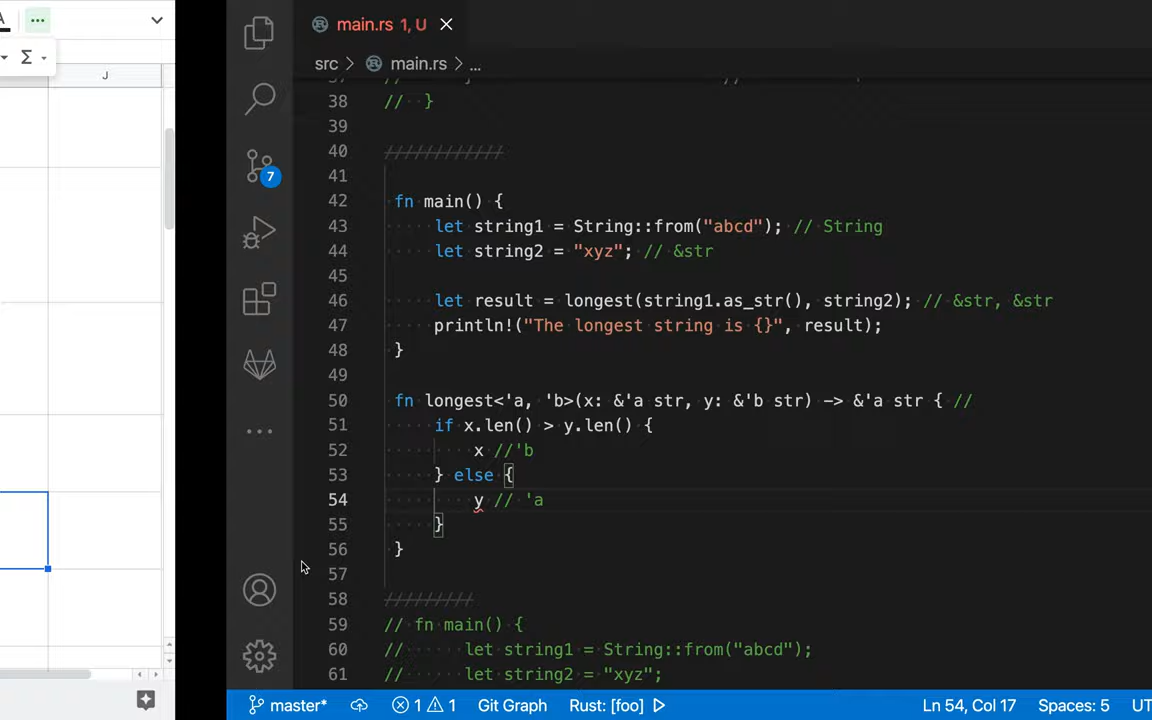 A
Σ
J
main.rs 1, U
src > main.rs > ...
38 // }
39
40 ////////////
41
42 fn main() {
43 let string1 = String::from("abcd"); // String
44 let string2 = "xyz"; // &str
45
46 let result = longest(string1.as_str(), string2); // &str, &str
47 println!("The longest string is {}", result);
48 }
49
50 fn longest<'a, 'b>(x: &'a str, y: &'b str) -> &'a str { //
51 if x.len() > y.len() {
52 x //'b
53 } else {
54 y // 'a
55 }
56 }
57
58 /////////
59 // fn main() {
60 // let string1 = String::from("abcd");
61 // let string2 = "xyz";
7
master* 1 1 Git Graph Rust: [foo] Ln 54, Col 17 Spaces: 5 UT